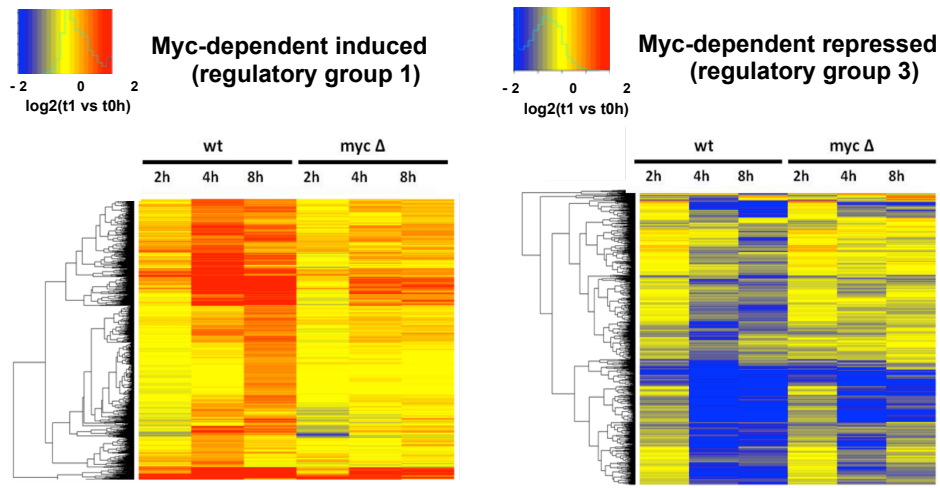 Myc-dependent induced
(regulatory group 1)
- 2 0 2
log2(t1 vs t0h)
wt myc Δ
2h 4h 8h 2h 4h 8h
Myc-dependent repressed
(regulatory group 3)
- 2 0 2
log2(t1 vs t0h)
wt myc Δ
2h 4h 8h 2h 4h 8h